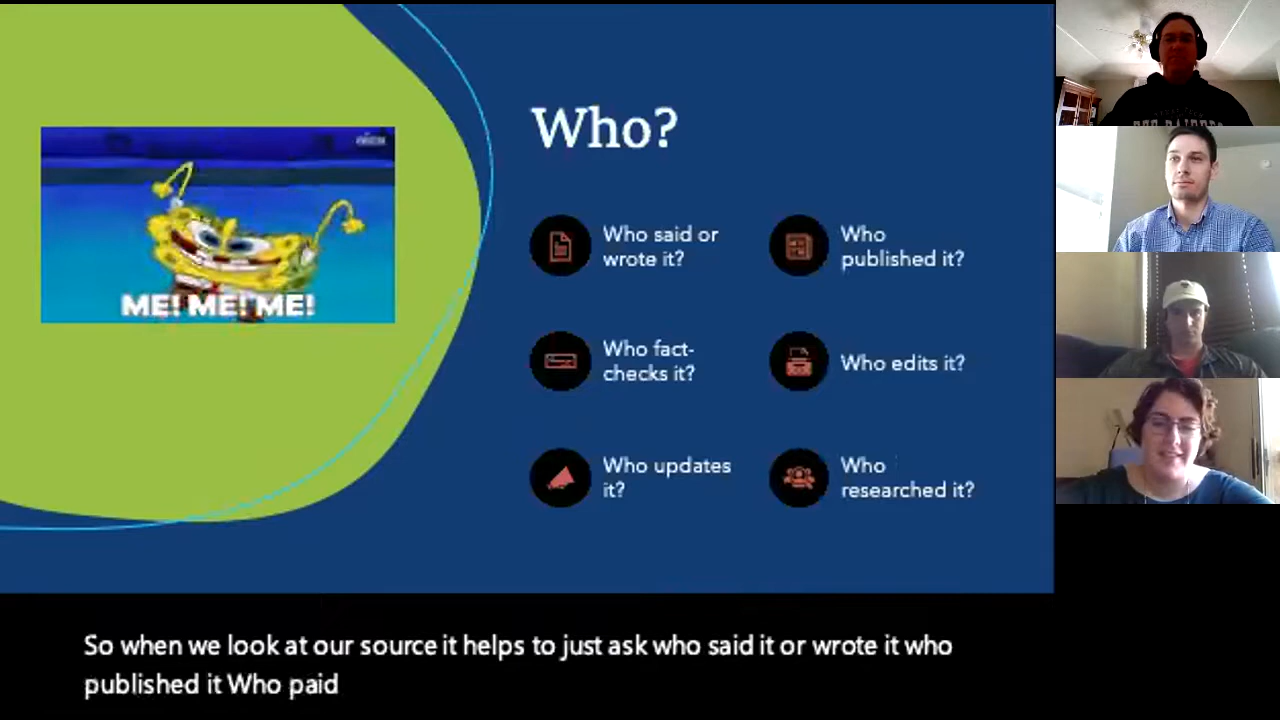 Who?
Who said or
wrote it?
Who
published it?
Who fact-
checks it?
Who edits it?
Who updates
it?
Who
researched it?
ME! ME! ME!
So when we look at our source it helps to just ask who said it or wrote it who
published it Who paid